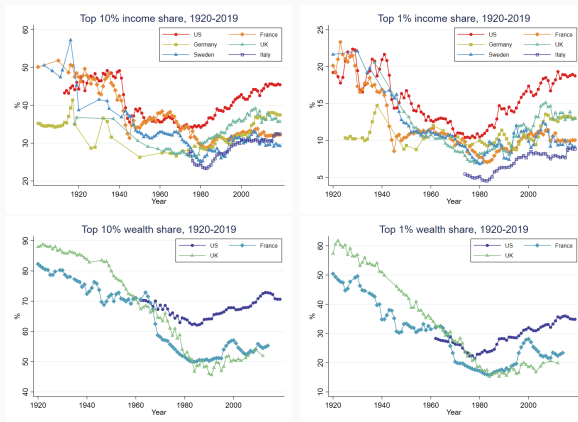 Top 10% income share, 1920-2019
US
France
Germany
UK
Sweden
Italy
60
50
40
30
20
1920
1940
1960
1980
2000
Year
Top 1% income share, 1920-2019
US
France
Germany
UK
Sweden
Italy
25
20
15
10
5
1920
1940
1960
1980
2000
Year
Top 10% wealth share, 1920-2019
US
France
UK
%
90
80
70
60
50
40
1920
1940
1960
1980
2000
Year
Top 1% wealth share, 1920-2019
US
France
UK
%
60
50
40
30
20
10
1920
1940
1960
1980
2000
Year